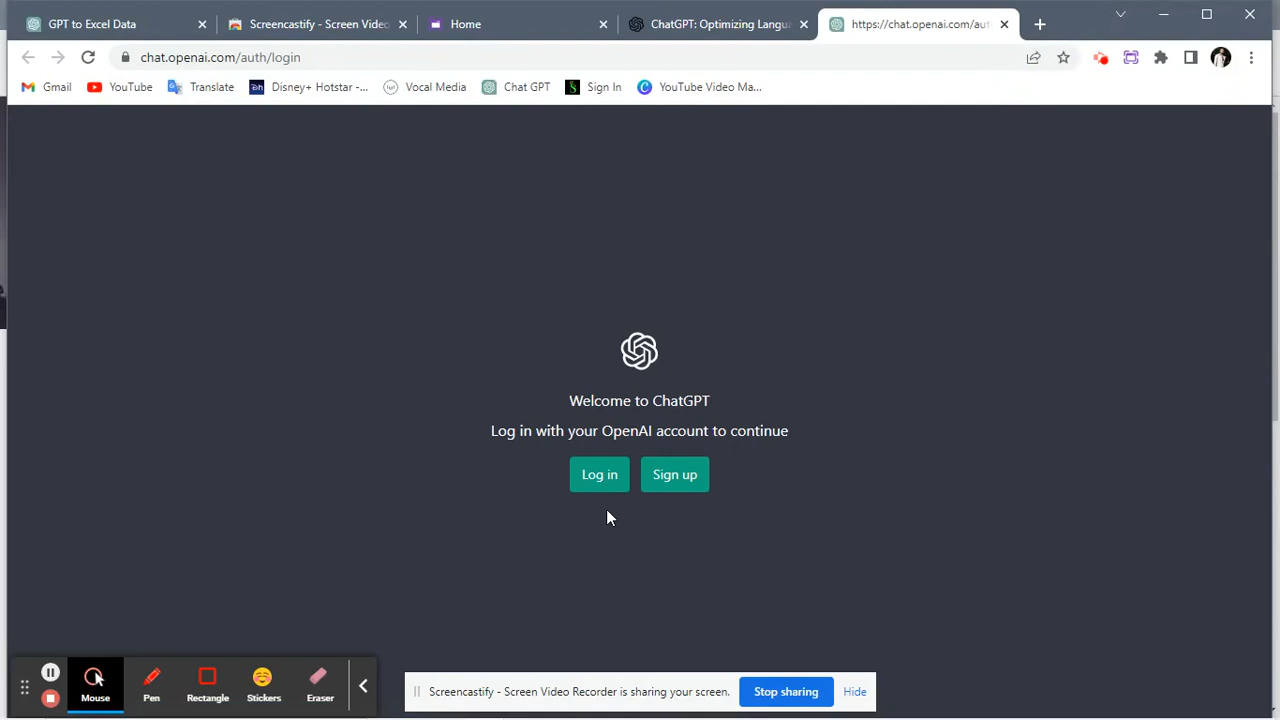 GPT to Excel Data
Screencastify - Screen Video
Home
ChatGPT: Optimizing Langu
https://chat.openai.com/aut
chat.openai.com/auth/login
Gmail
YouTube
Translate
Disney+ Hotstar -...
Vocal Media
Chat GPT
Sign In
YouTube Video Ma...
Welcome to ChatGPT
Log in with your OpenAI account to continue
Log in
Sign up
Mouse
Pen
Rectangle
Stickers
Eraser
Screencastify - Screen Video Recorder is sharing your screen.
Stop sharing
Hide